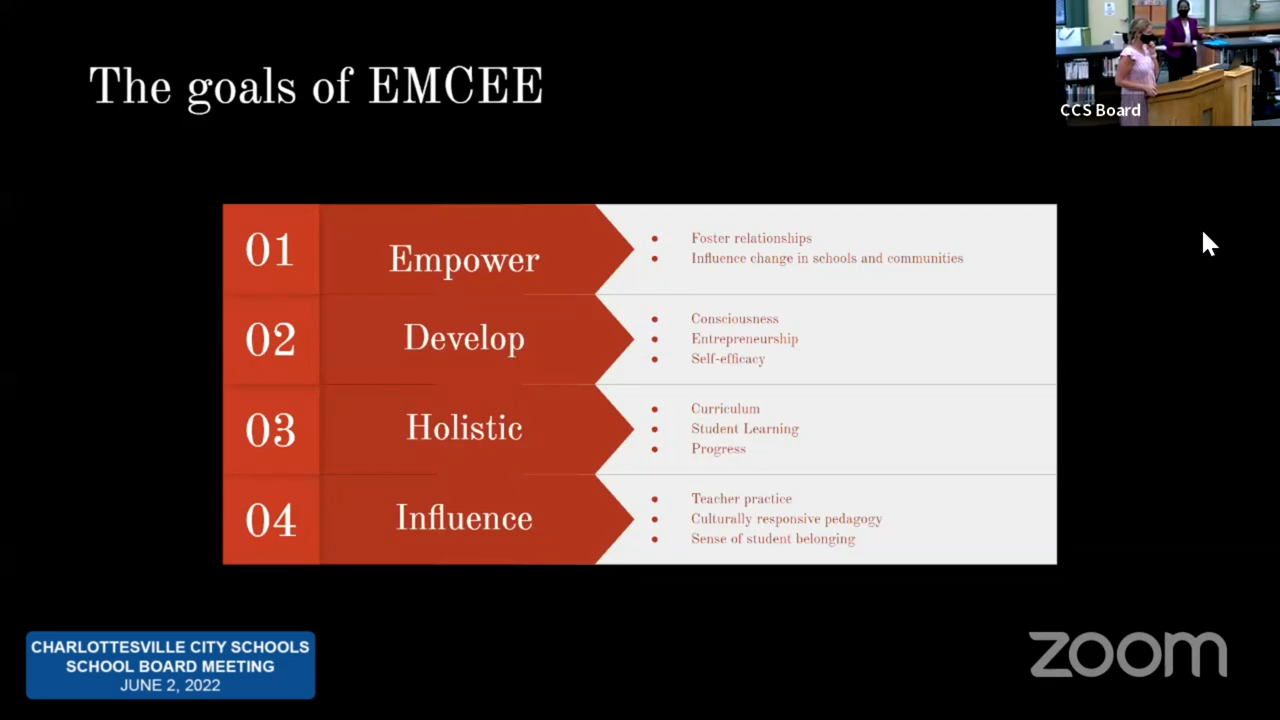 The goals of EMCEE
CCS Board
01
Empower
Foster relationships
Influence change in schools and communities
02
Develop
Consciousness
Entrepreneurship
Self-efficacy
03
Holistic
Curriculum
Student Learning
Progress
04
Influence
Teacher practice
Culturally responsive pedagogy
Sense of student belonging
CHARLOTTESVILLE CITY SCHOOLS
SCHOOL BOARD MEETING
JUNE 2, 2022
zoom